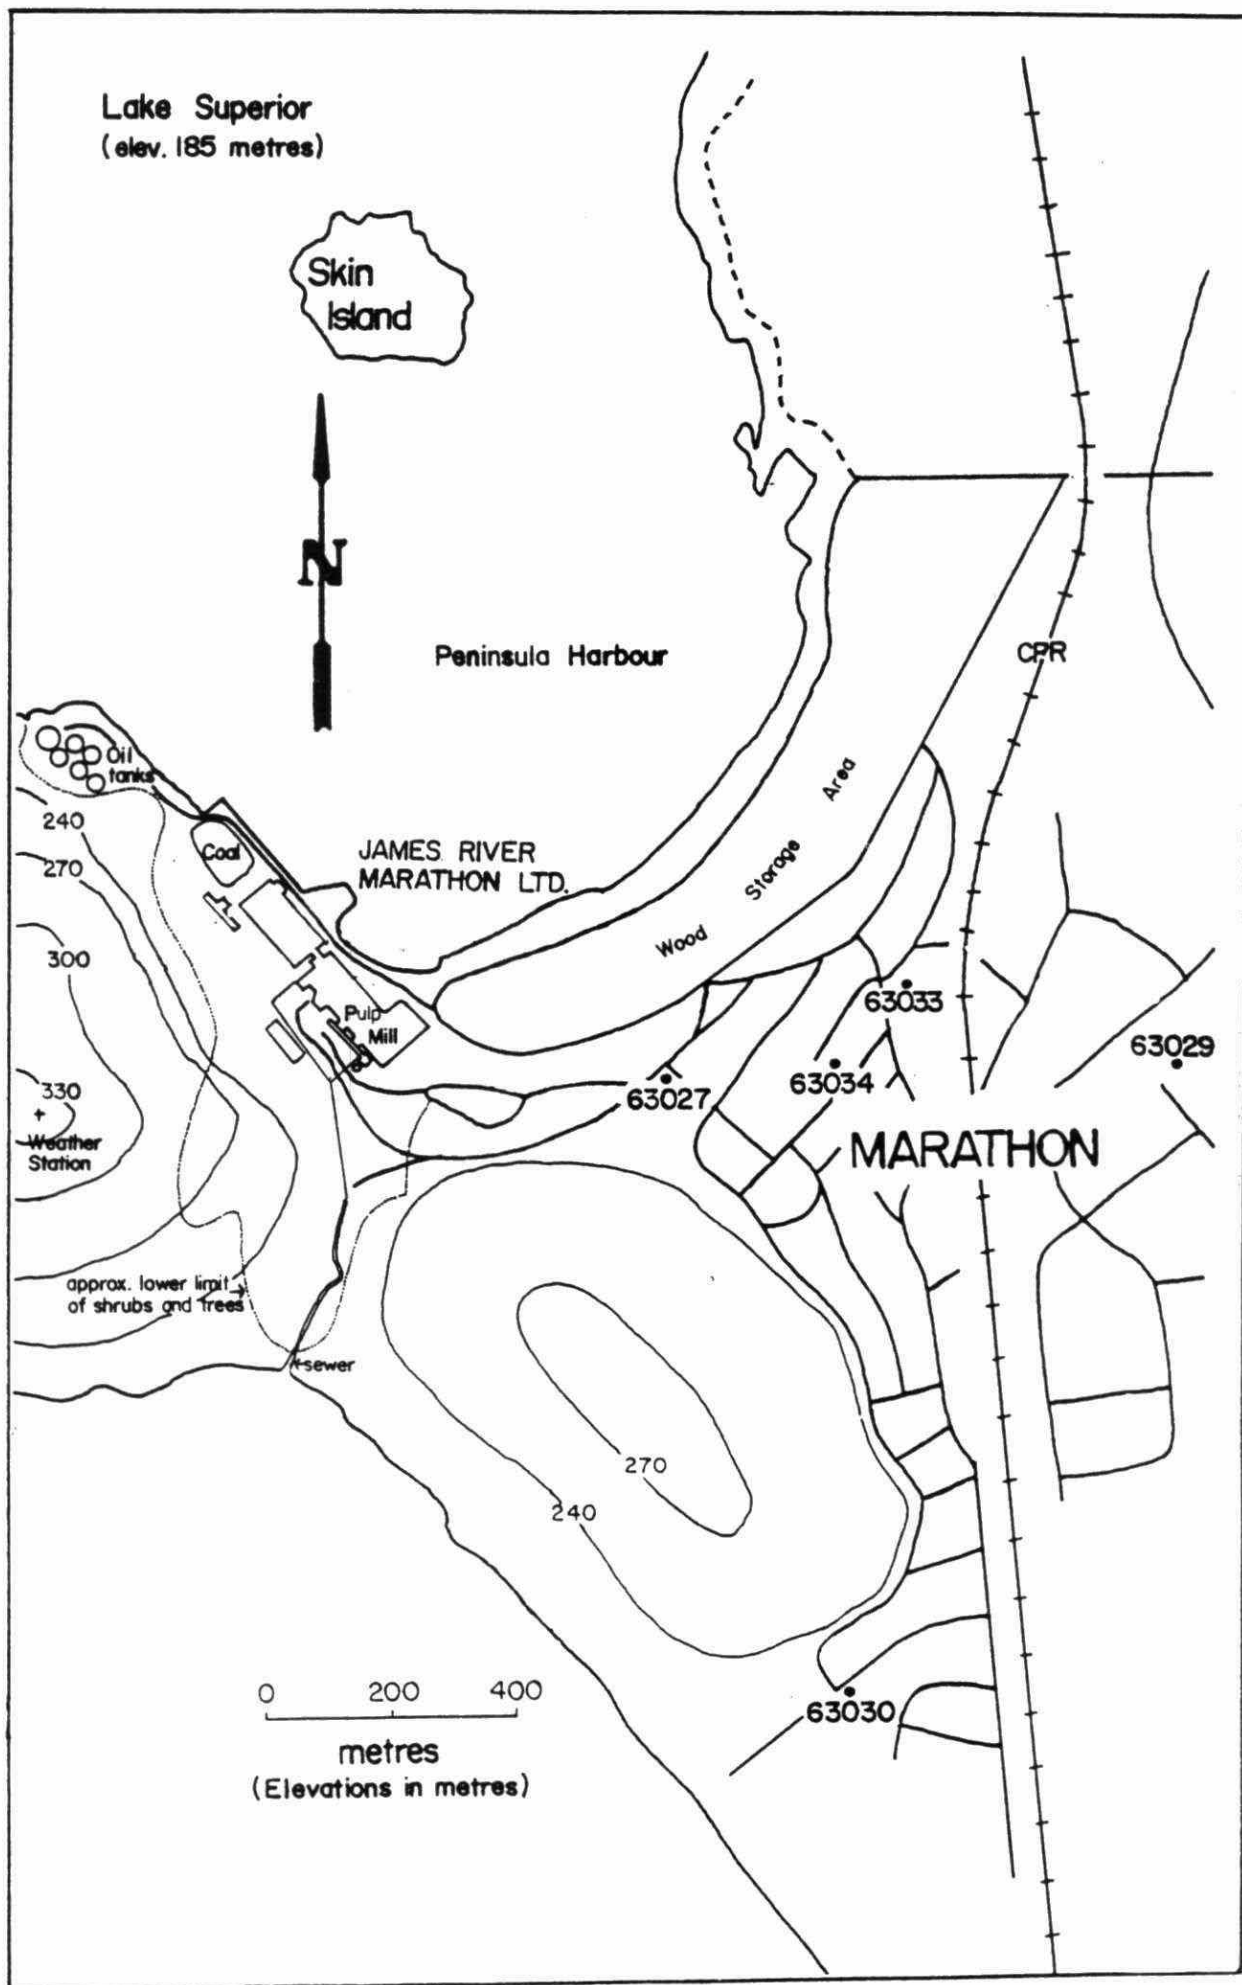 Lake Superior
(elev. 185 metres)
Skin
Island
N
Peninsula Harbour
CPR
Oil
tanks
240
270
Coal
JAMES RIVER
MARATHON LTD.
Area
Storage
Wood
300
63033
Pulp
Mill
63029
63034
63027
330
Weather
Station
MARATHON
approx. lower limit
of shrubs and trees
sewer
270
240
0 200 400
metres
(Elevations in metres)
63030